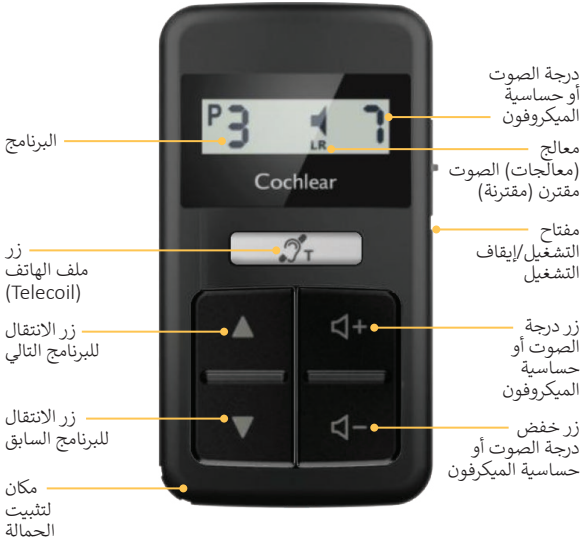 درجة الصوت
أو حساسية
الميكروفون
معالج
(معالجات) الصوت
مقترن (مقترنة)
مفتاح
التشغيل/إيقاف
التشغيل
زر درجة
الصوت أو
حساسية
الميكروفون
زر خفض
درجة الصوت أو
حساسية الميكرفون
P3 7
LR
Cochlear
T
+
−
البرنامج
زر
ملف الهاتف
(Telecoil)
زر الانتقال
للبرنامج التالي
زر الانتقال
للبرنامج السابق
مكان
لتثبيت
الحمالة